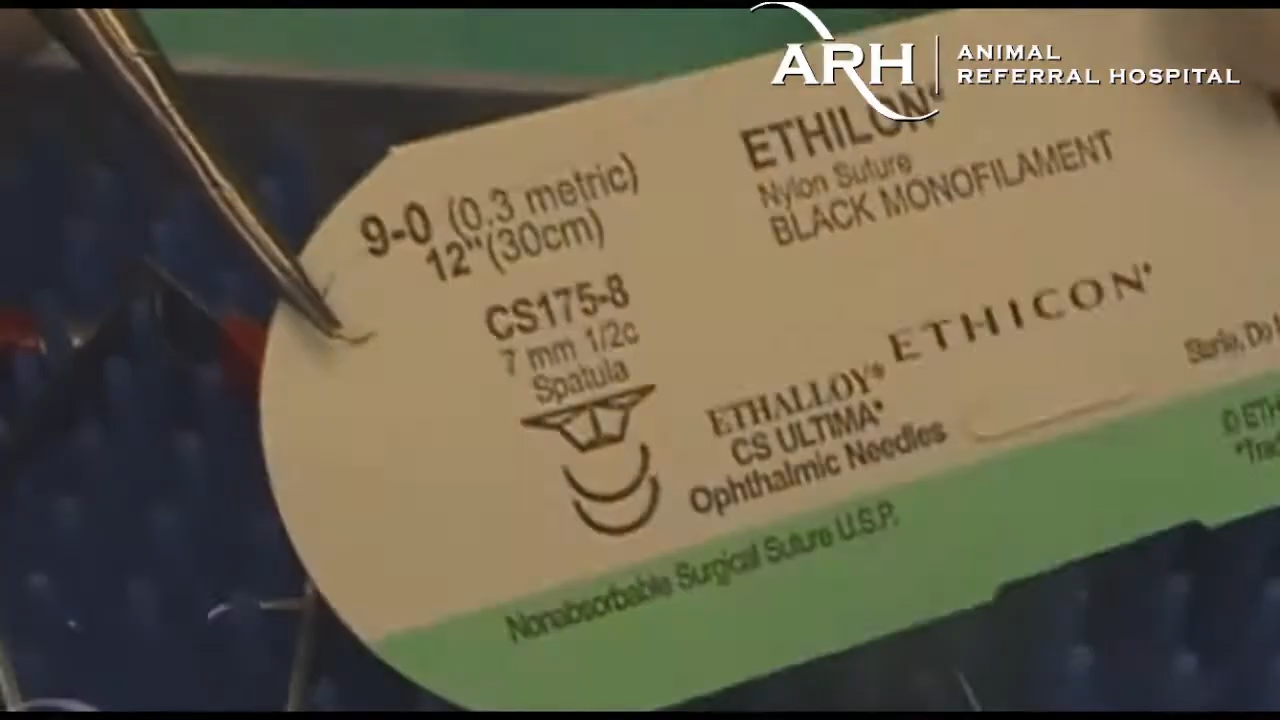 ARH
ANIMAL
REFERRAL HOSPITAL
9-0 (0.3 metric)
12"(30cm)
CS175-8
7 mm 1/2c
Spatula
ETHILON*
Nylon Suture
BLACK MONOFILAMENT
ETHICON*
ETHALLOY*
CS ULTIMA*
Ophthalmic Needles
Nonabsorbable Surgical Suture U.S.P.